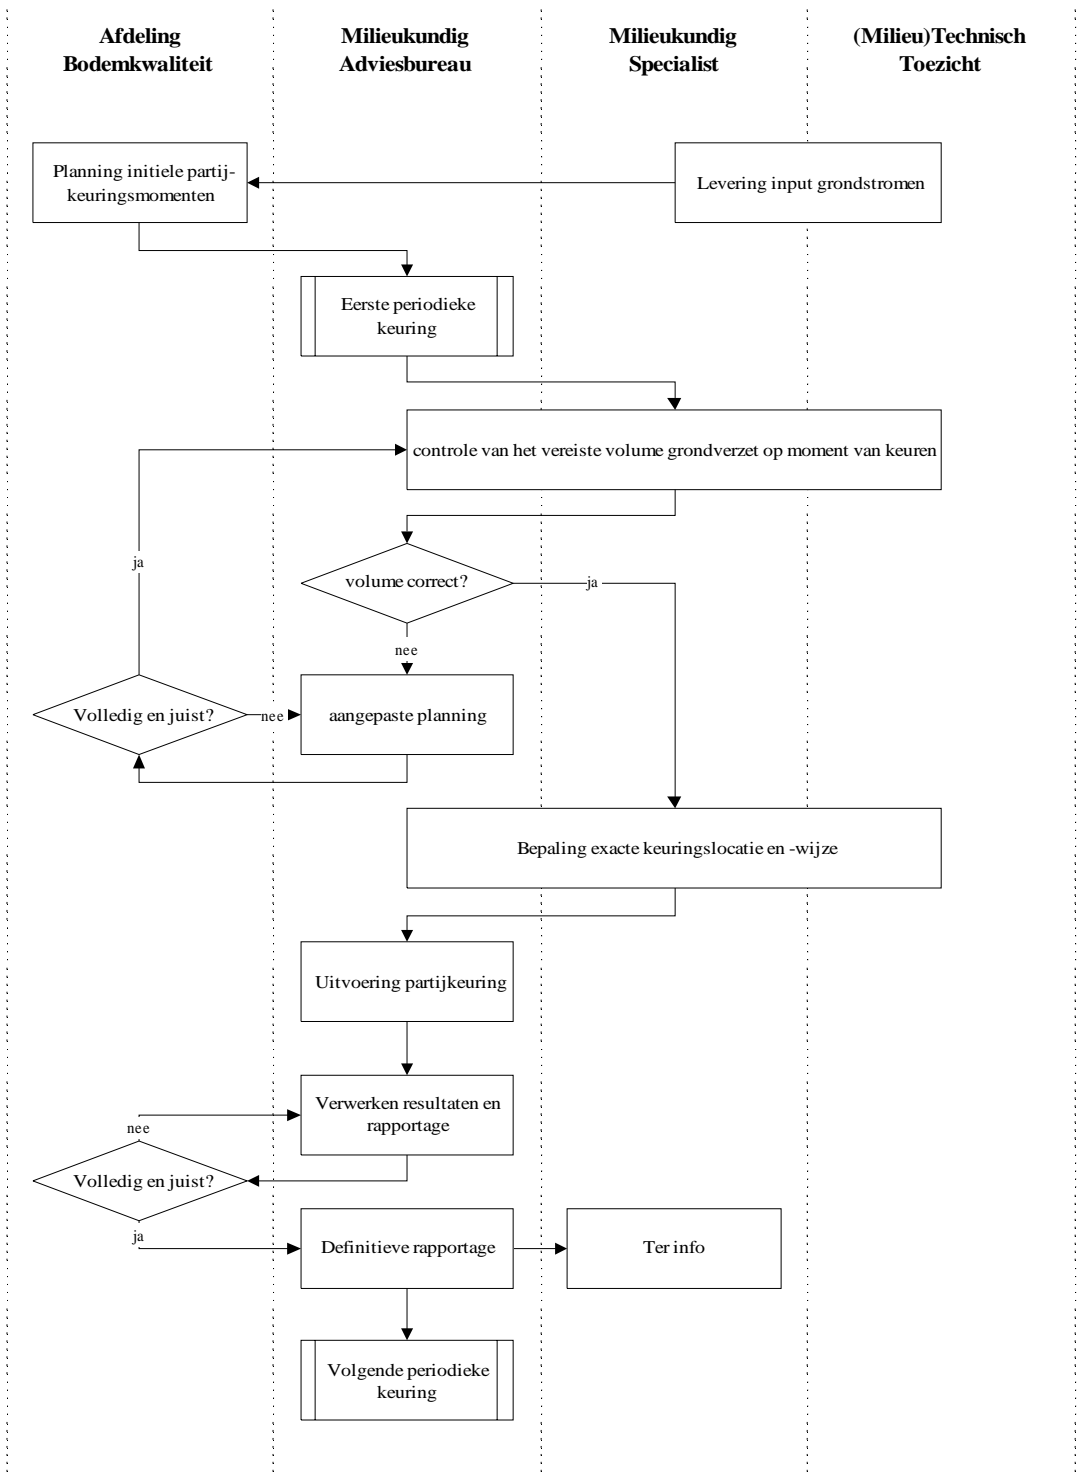 Afdeling
Bodemkwaliteit
Milieukundig
Adviesbureau
Milieukundig
Specialist
(Milieu)Technisch
Toezicht
Planning initiele partij-
keuringsmomenten
Levering input grondstromen
Eerste periodieke
keuring
controle van het vereiste volume grondverzet op moment van keuren
ja
volume correct?
ja
nee
Volledig en juist?
nee
aangepaste planning
Bepaling exacte keuringslocatie en -wijze
Uitvoering partijkeuring
Verwerken resultaten en
rapportage
nee
Volledig en juist?
ja
Definitieve rapportage
Ter info
Volgende periodieke
keuring